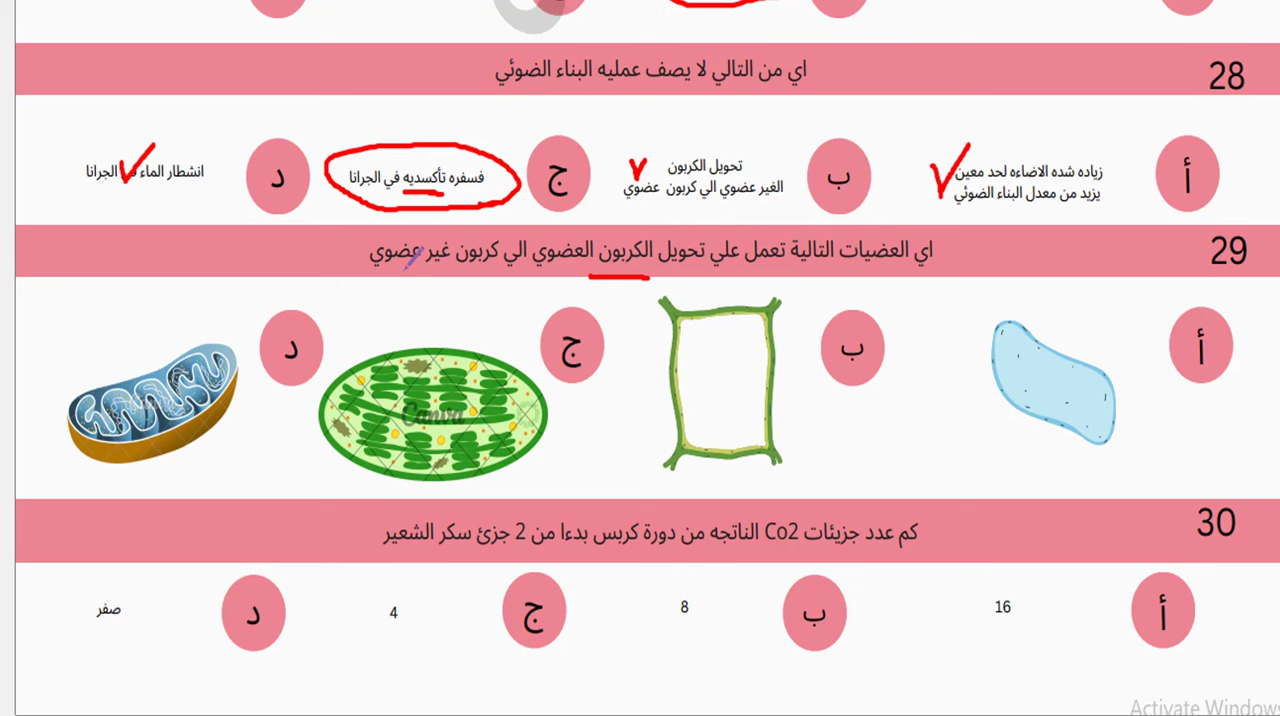 28
اي من التالي لا يصف عمليه البناء الضوئي
أ
زياده شده الاضاءه لحد معين
يزيد من معدل البناء الضوئي
ب
تحويل الكربون
الغير عضوي الي كربون عضوي
ج
فسفره تأكسديه في الجرانا
د
انشطار الماء في الجرانا
29
اي العضيات التالية تعمل علي تحويل الكربون العضوي الي كربون غير عضوي
أ
ب
ج
Canva
د
30
كم عدد جزيئات Co2 الناتجه من دورة كربس بدءا من 2 جزئ سكر الشعير
أ
16
ب
8
ج
4
د
صفر
Activate Windows